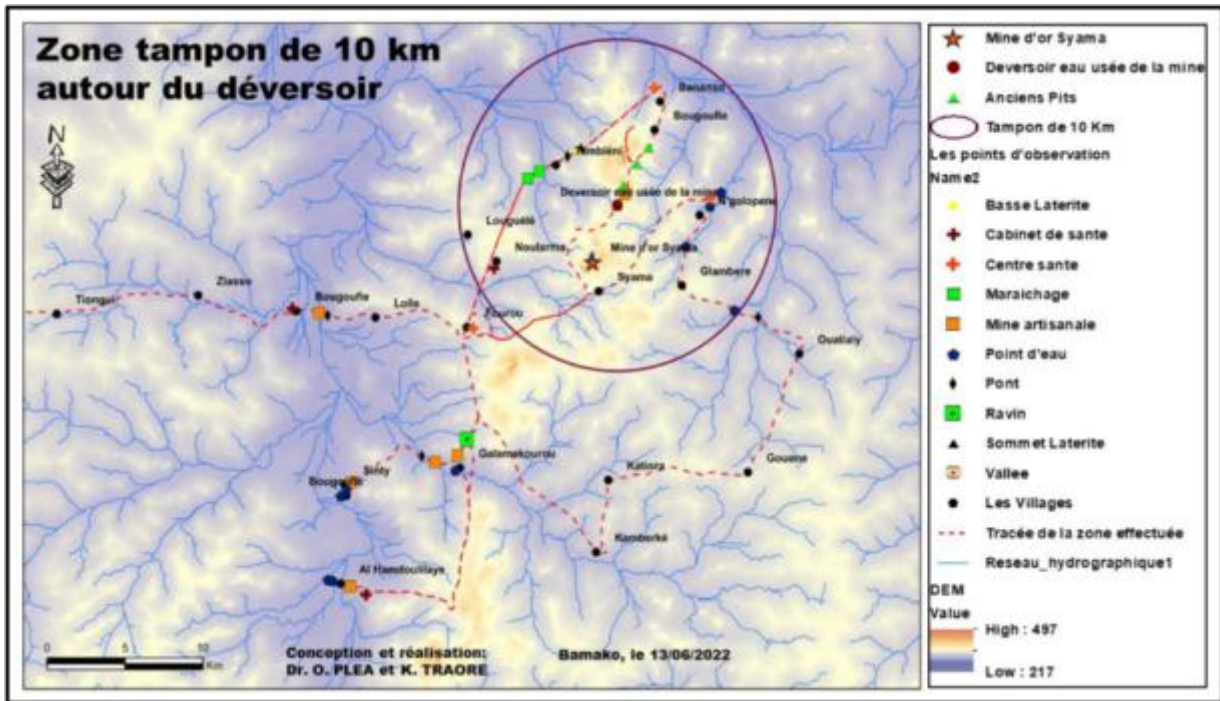 Zone tampon de 10 km
autour du déversoir
N
Bananso
Bougoufie
Tembléni
Deversoir eau usée de la mine
N'golopene
Louguélé
Noutarma
Mine d'or Syama
Syama
Glambere
Ziasso
Tiongui
Bougoufie
Lollo
Fourou
Ouatialy
Galamakourou
Gouene
Katiora
Bougoufie
Kamberké
Al Hamdoulilaye
0 5 10
Km
Conception et réalisation:
Dr. O. PLEA et K. TRAORE
Bamako, le 13/06/2022
Mine d'or Syama
Deversoir eau usée de la mine
Anciens Pits
Tampon de 10 Km
Les points d'observation
Name2
Basse Laterite
Cabinet de sante
Centre sante
Maraichage
Mine artisanale
Point d'eau
Pont
Ravin
Sommet Laterite
Vallee
Les Villages
Tracée de la zone effectuée
Reseau_hydrographique1
DEM
Value
High : 497
Low : 217